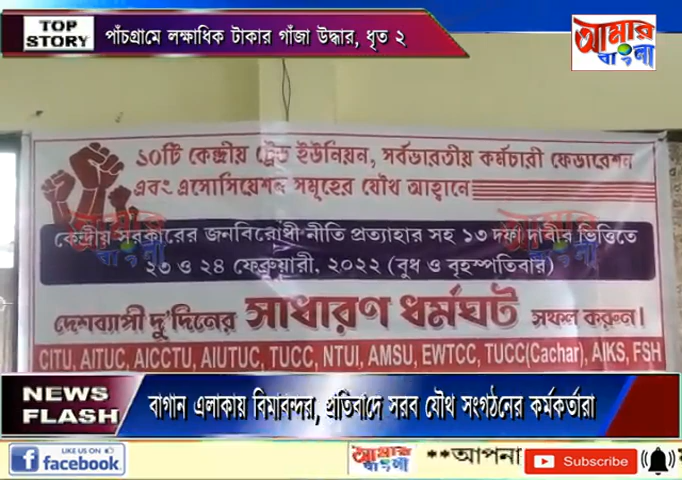 TOP
STORY
পাঁচগ্রামে লক্ষাধিক টাকার গাঁজা উদ্ধার, ধৃত ২
আমার
বাংলা
১০টি কেন্দ্রীয় ট্রেড ইউনিয়ন, সর্বভারতীয় কর্মচারী ফেডারেশন
এবং এসোসিয়েশন সমূহের যৌথ আহ্বানে
কেন্দ্রীয় সরকারের জনবিরোধী নীতি প্রত্যাহার সহ ১৩ দফা দাবীর ভিত্তিতে
২৩ ও ২৪ ফেব্রুয়ারী, ২০২২ (বুধ ও বৃহস্পতিবার)
আমার
বাংলা
আমার
বাংলা
দেশব্যাপী দু'দিনের সাধারণ ধর্মঘট সফল করুন।
CITU, AITUC, AICCTU, AIUTUC, TUCC, NTUI, AMSU, EWTCC, TUCC(Cachar), AIKS, FSH
NEWS
FLASH
বাগান এলাকায় বিমানবন্দর, প্রতিবাদে সরব যৌথ সংগঠনের কর্মকর্তারা
LIKE US ON
facebook
আমার
বাংলা
**আপনা
Subscribe